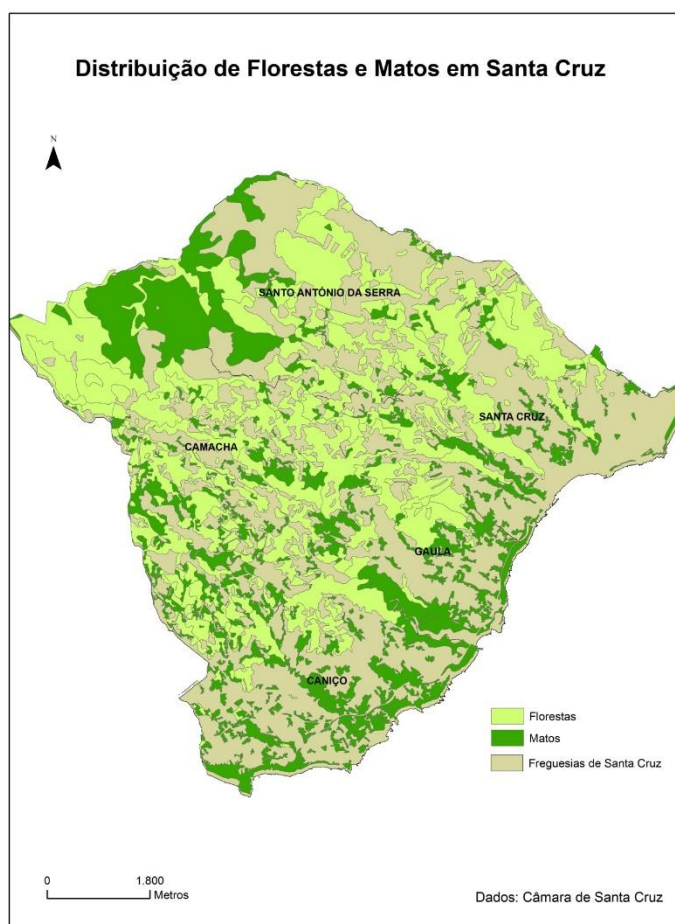 Distribuição de Florestas e Matos em Santa Cruz
N
SANTO ANTÓNIO DA SERRA
SANTA CRUZ
CAMACHA
GAULA
CANIÇO
Florestas
Matos
Freguesias de Santa Cruz
0 1.800
Metros
Dados: Câmara de Santa Cruz